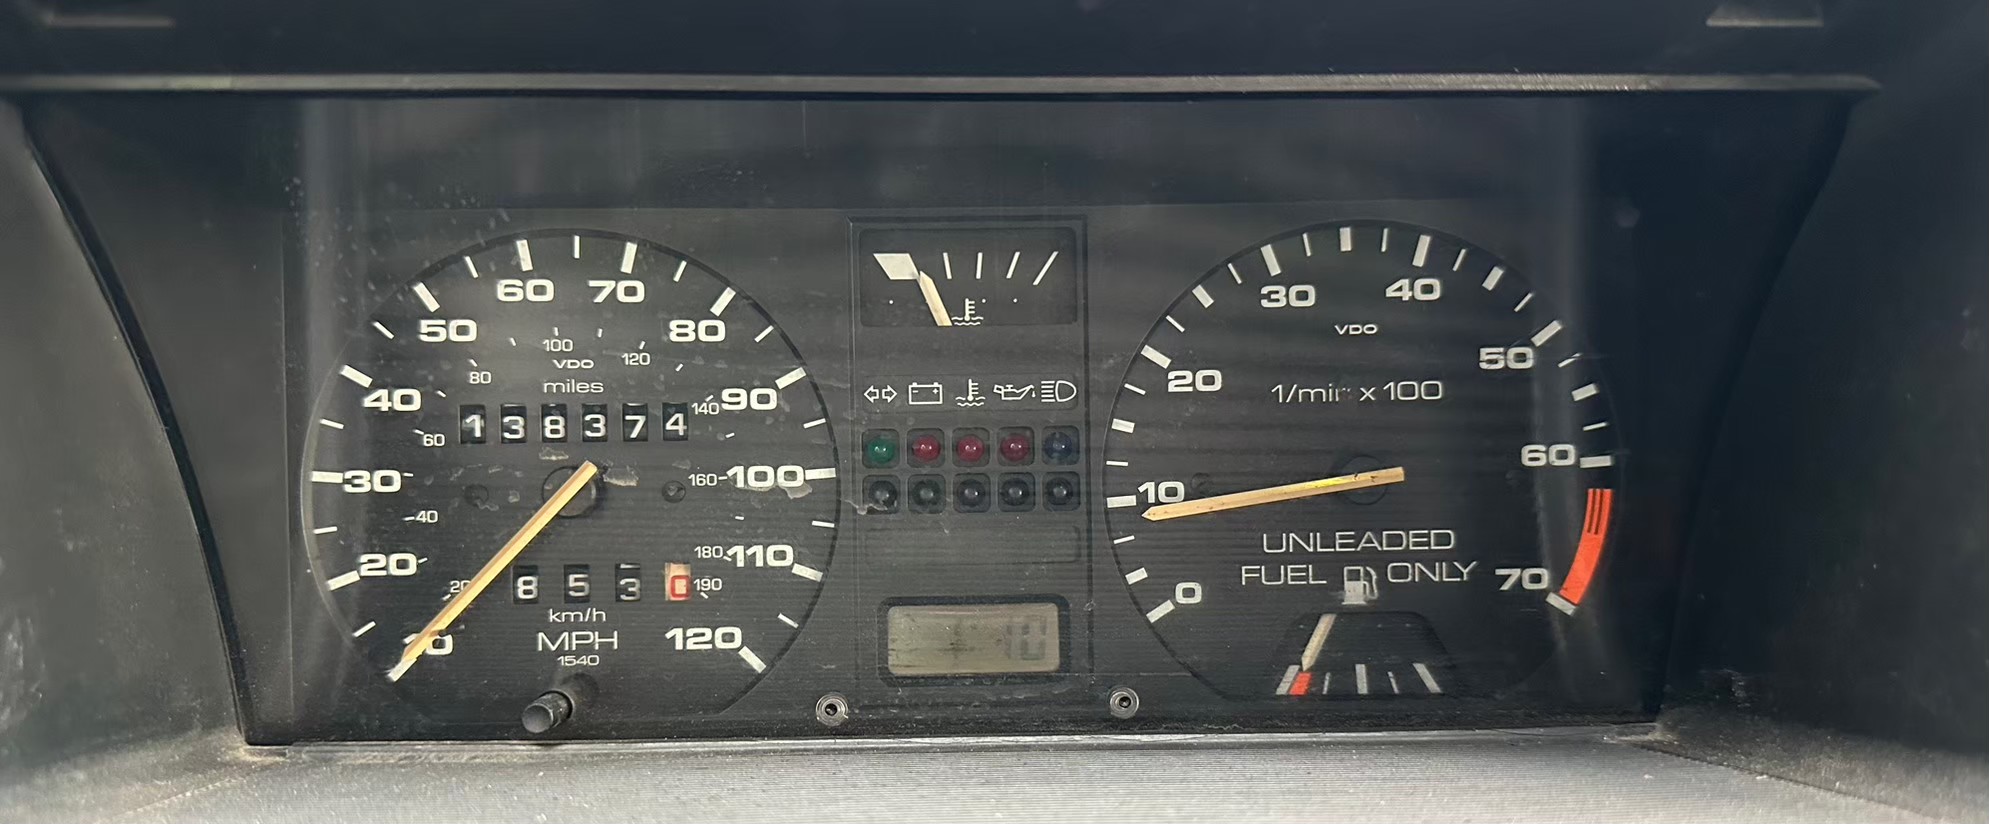 60 70
50 80
100
VDO 120
80
miles
40 140 90
138374
60
30 160 100
40
20 180 110
20 8530 190
km/h
10 MPH 120
1540
30 40
VDO
50
20 1/min x 100
60
10
UNLEADED
FUEL ONLY
0 70